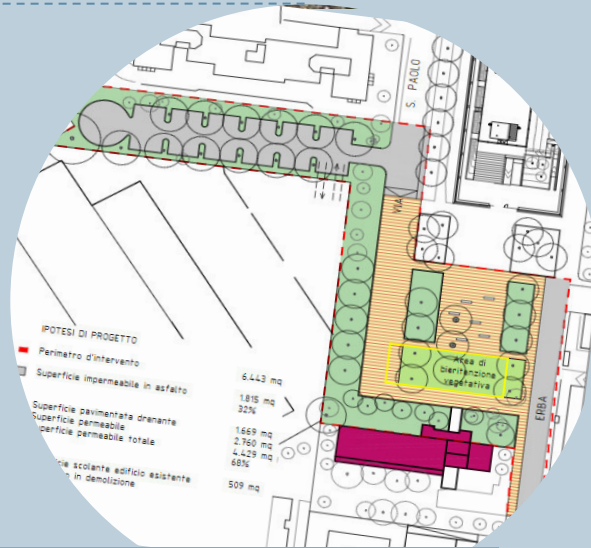 S. PAOLO
VIA
Area di
bioritenzione
vegetativa
ERBA
IPOTESI DI PROGETTO
Perimetro d'intervento 6.443 mq
Superficie impermeabile in asfalto 1.815 mq
32%
Superficie pavimentata drenante 1.669 mq
Superficie permeabile 2.760 mq
superficie permeabile totale 4.429 mq
68%
scolante edificio esistente 509 mq
in demolizione